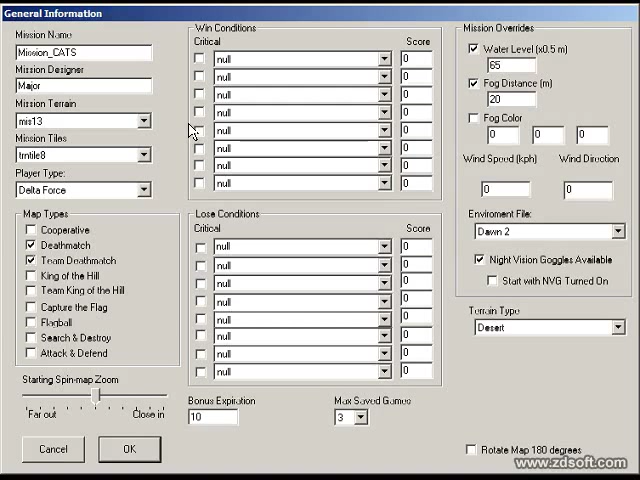 General Information
Mission Name
Mission_CATS
Mission Designer
Major
Mission Terrain
mis13
Mission Tiles
trntile8
Player Type:
Delta Force
Map Types
Cooperative
Deathmatch
Team Deathmatch
King of the Hill
Team King of the Hill
Capture the Flag
Flagball
Search & Destroy
Attack & Defend
Starting Spin-map Zoom
Far out
Close in
Cancel
OK
Win Conditions
Critical Score
null 0
null 0
null 0
null 0
null 0
null 0
null 0
null 0
Lose Conditions
Critical Score
null 0
null 0
null 0
null 0
null 0
null 0
null 0
null 0
Bonus Expiration
10
Max Saved Games
3
Mission Overrides
Water Level (x0.5 m)
65
Fog Distance (m)
20
Fog Color
0 0 0
Wind Speed (kph) Wind Direction
0 0
Enviroment File:
Dawn 2
Night Vision Goggles Available
Start with NVG Turned On
Terrain Type
Desert
Rotate Map 180 degrees
www.zdsoft.com